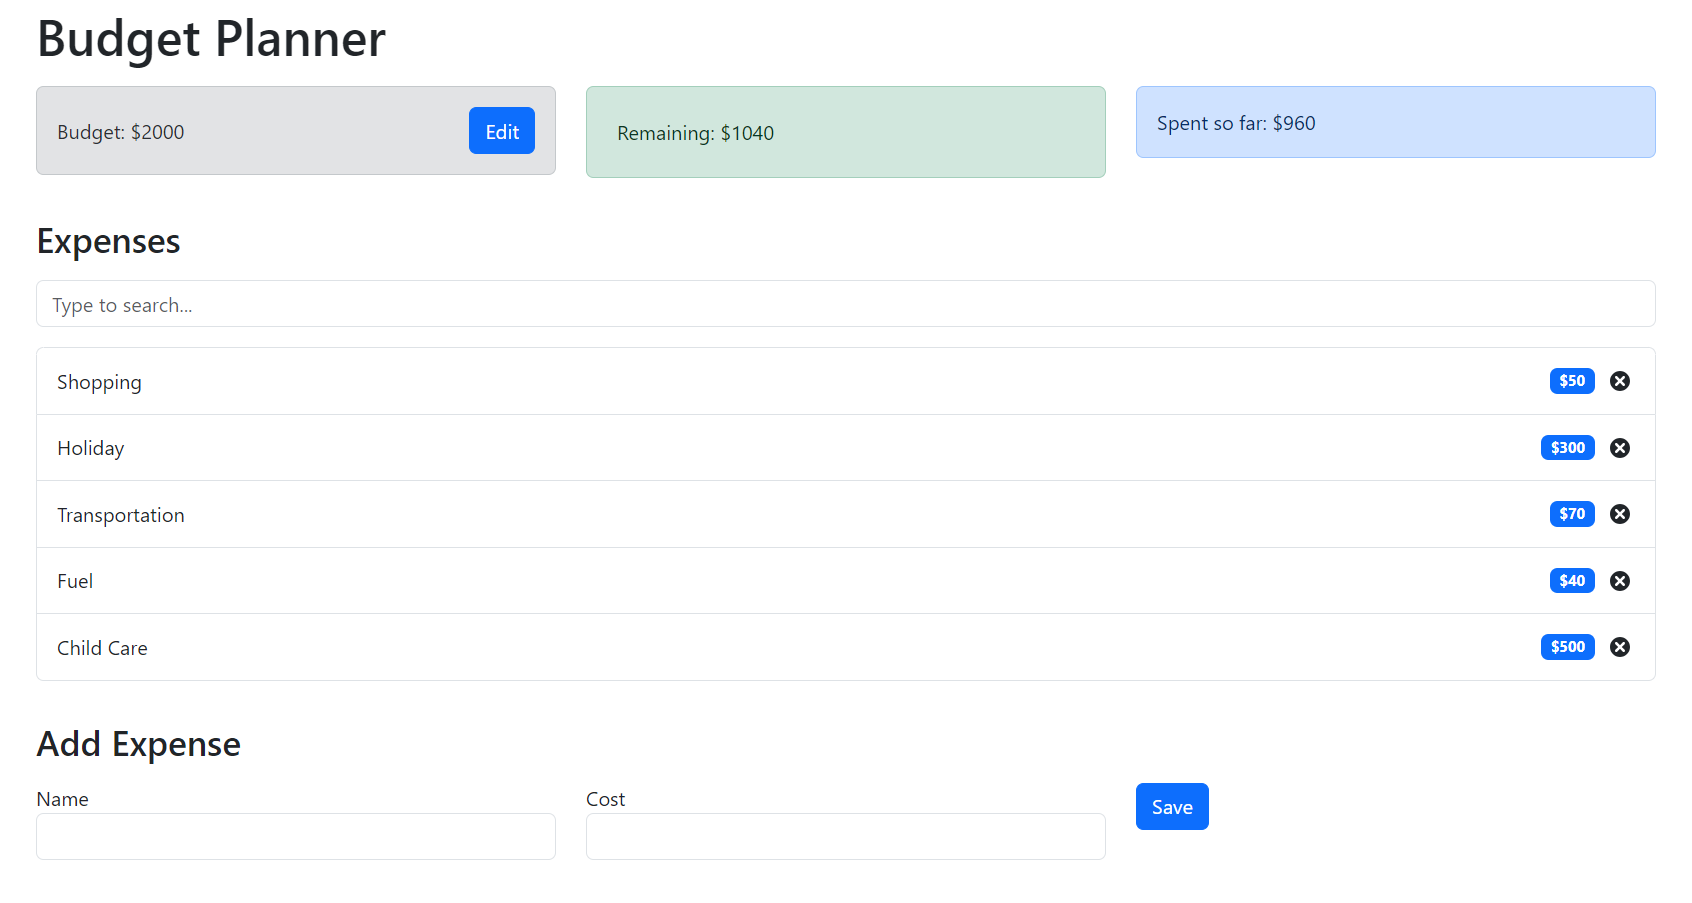 Budget Planner
Budget: $2000 Edit Remaining: $1040 Spent so far: $960
Expenses
Type to search...
Shopping $50
Holiday $300
Transportation $70
Fuel $40
Child Care $500
Add Expense
Name Cost Save